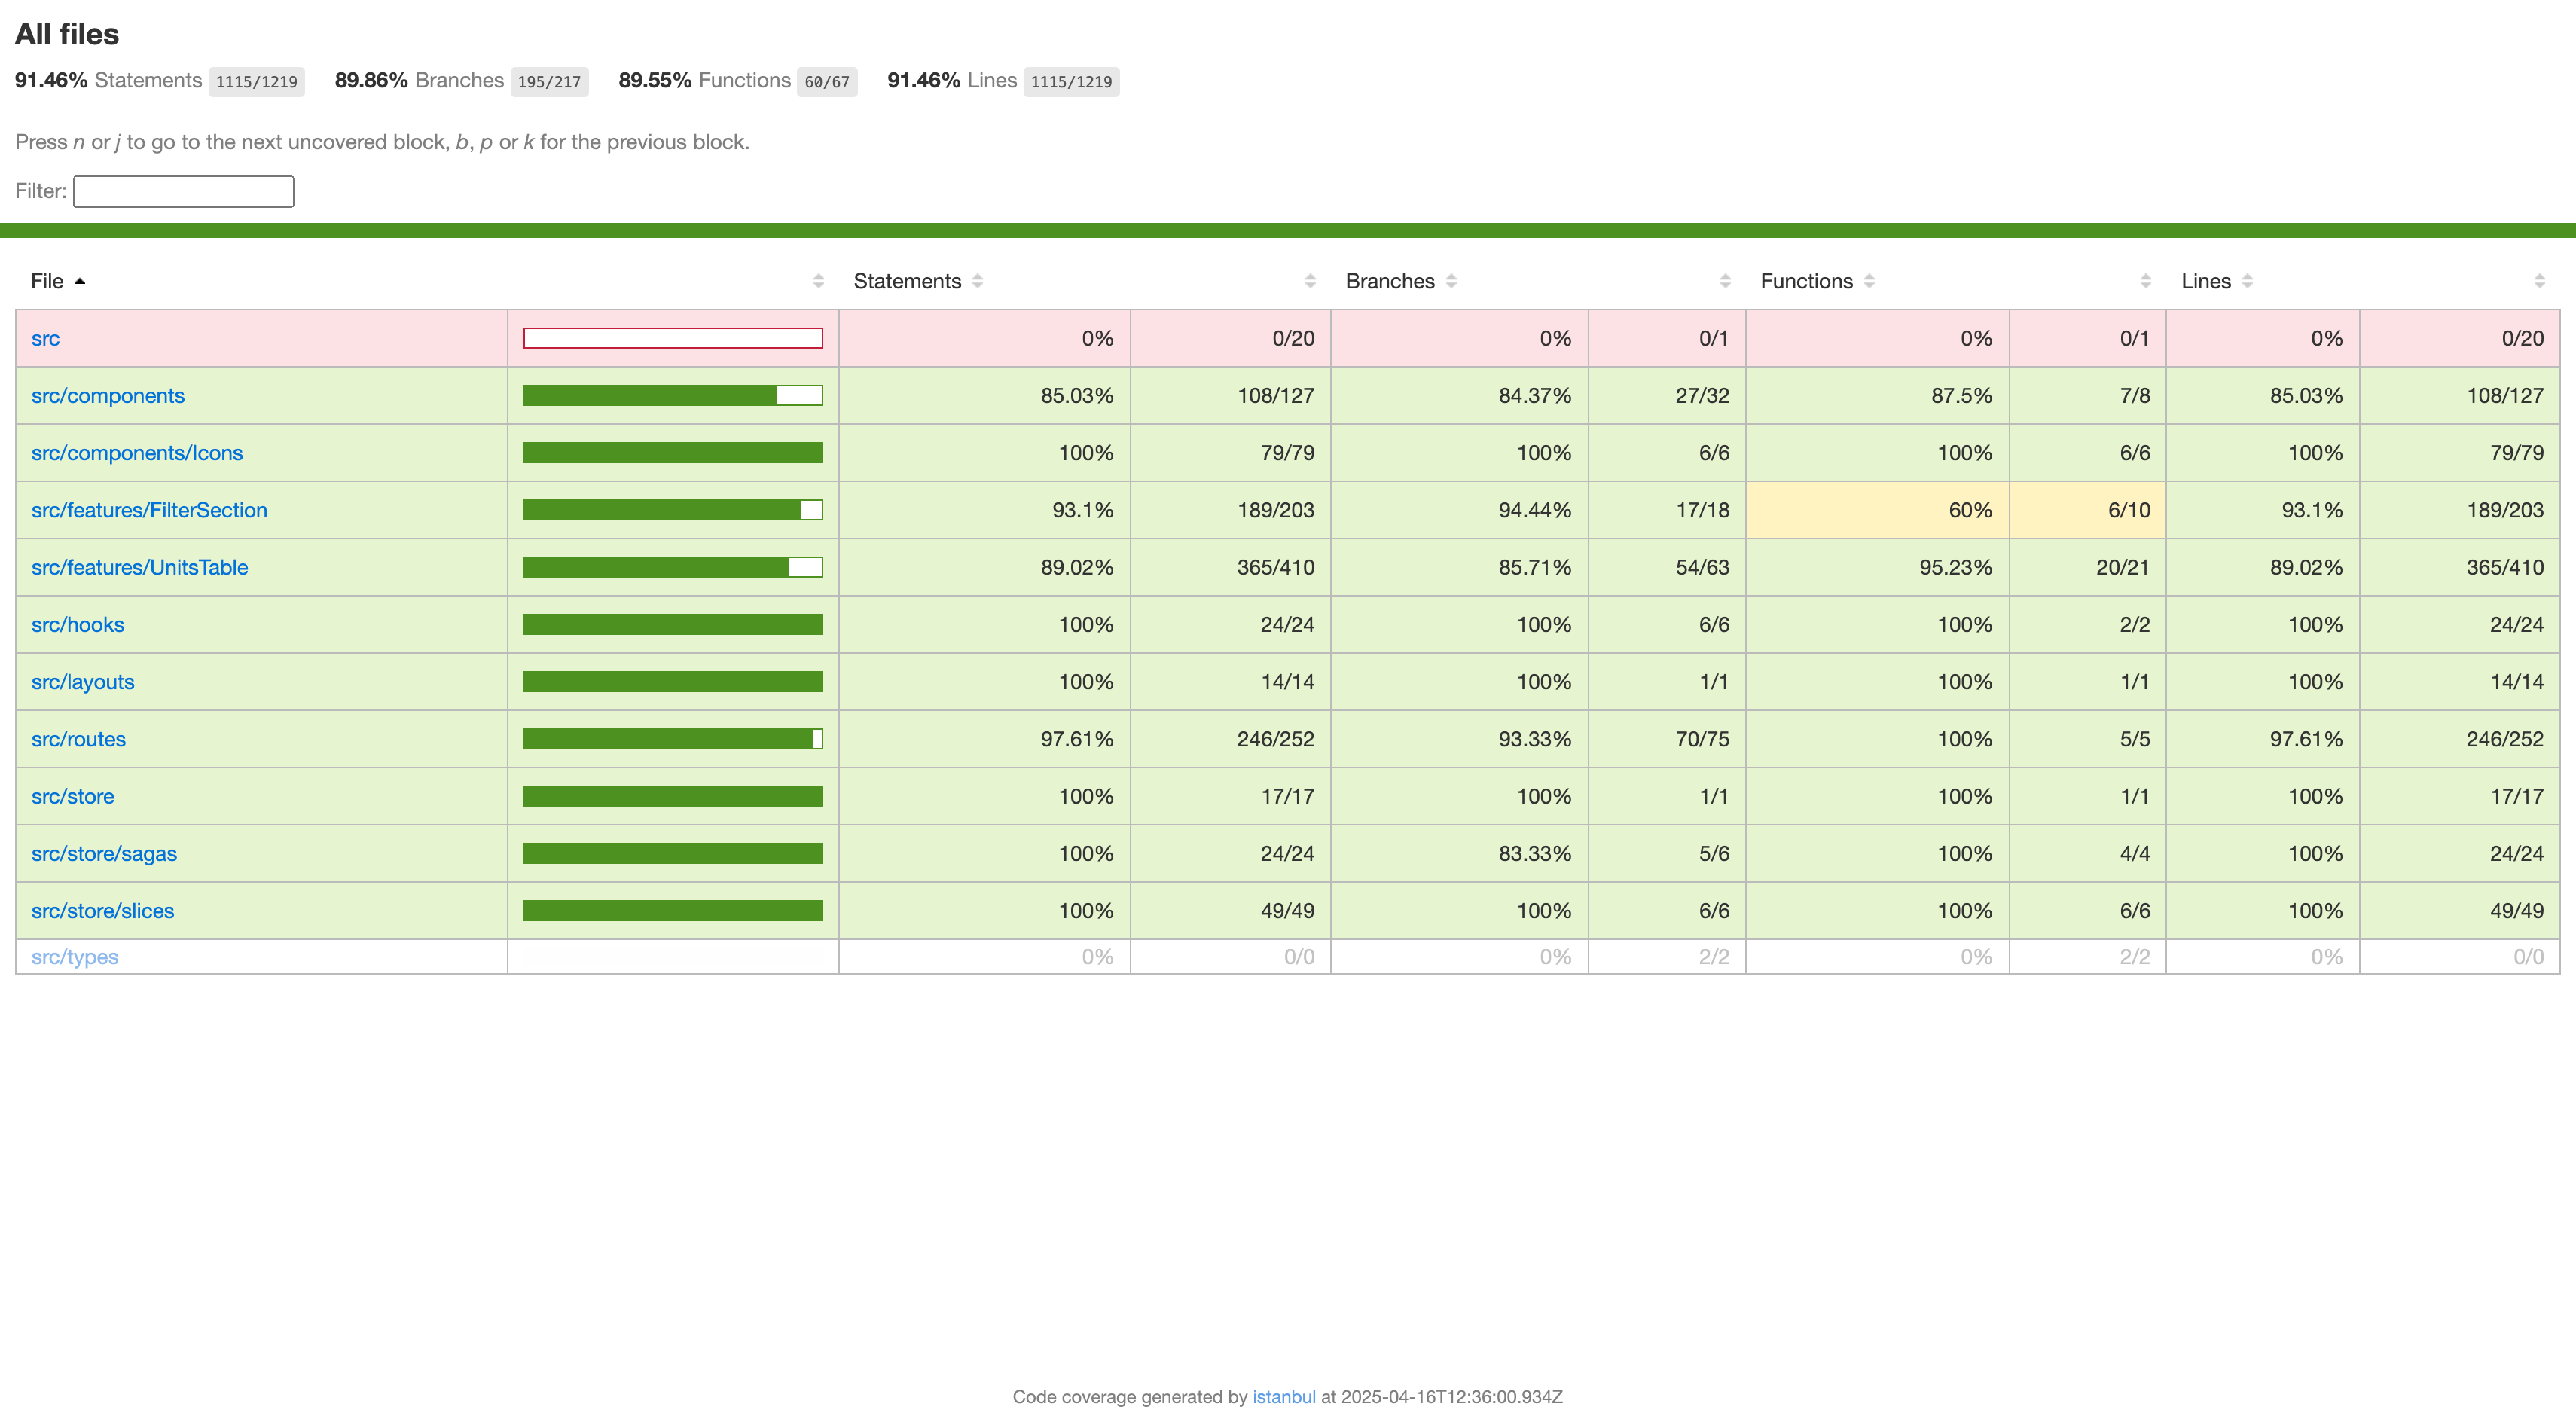 All files
91.46% Statements 1115/1219 89.86% Branches 195/217 89.55% Functions 60/67 91.46% Lines 1115/1219
Press n or j to go to the next uncovered block, b, p or k for the previous block.
Filter:
File Statements Branches Functions Lines
src 0% 0/20 0% 0/1 0% 0/1 0% 0/20
src/components 85.03% 108/127 84.37% 27/32 87.5% 7/8 85.03% 108/127
src/components/Icons 100% 79/79 100% 6/6 100% 6/6 100% 79/79
src/features/FilterSection 93.1% 189/203 94.44% 17/18 60% 6/10 93.1% 189/203
src/features/UnitsTable 89.02% 365/410 85.71% 54/63 95.23% 20/21 89.02% 365/410
src/hooks 100% 24/24 100% 6/6 100% 2/2 100% 24/24
src/layouts 100% 14/14 100% 1/1 100% 1/1 100% 14/14
src/routes 97.61% 246/252 93.33% 70/75 100% 5/5 97.61% 246/252
src/store 100% 17/17 100% 1/1 100% 1/1 100% 17/17
src/store/sagas 100% 24/24 83.33% 5/6 100% 4/4 100% 24/24
src/store/slices 100% 49/49 100% 6/6 100% 6/6 100% 49/49
src/types 0% 0/0 0% 2/2 0% 2/2 0% 0/0
Code coverage generated by istanbul at 2025-04-16T12:36:00.934Z